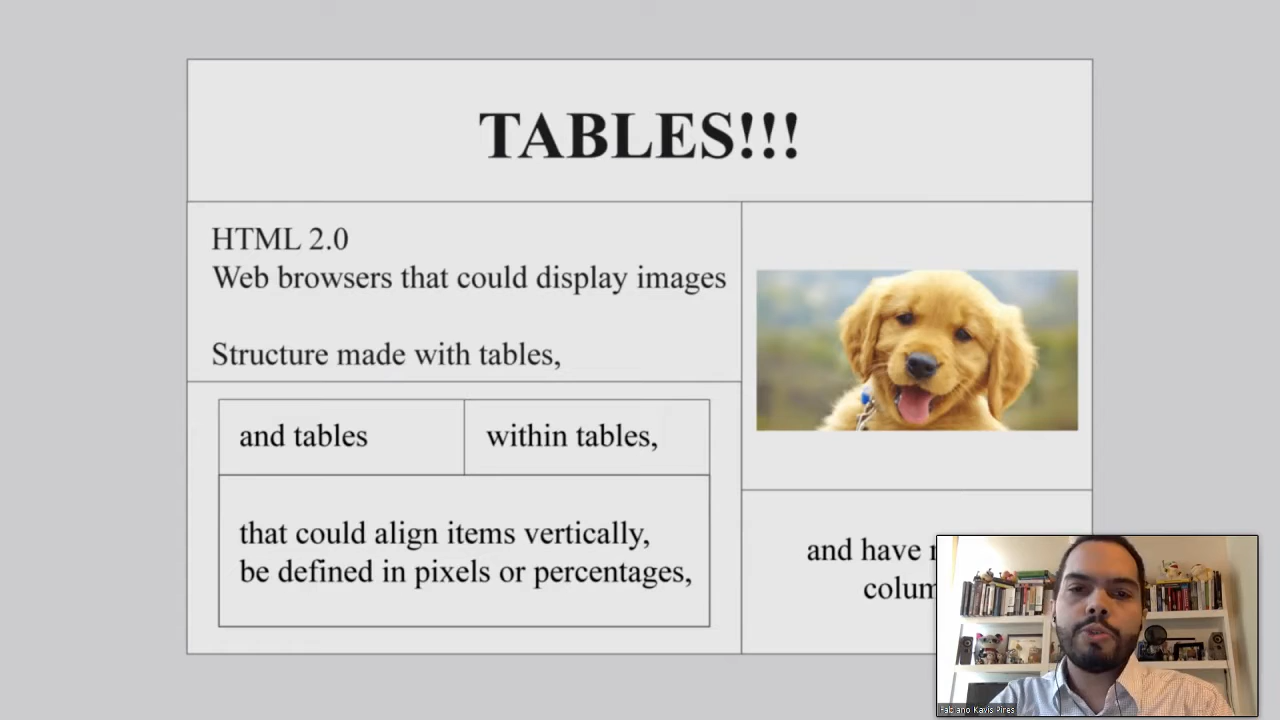 TABLES!!!
HTML 2.0
Web browsers that could display images
Structure made with tables,
and tables
within tables,
that could align items vertically,
be defined in pixels or percentages,
and have